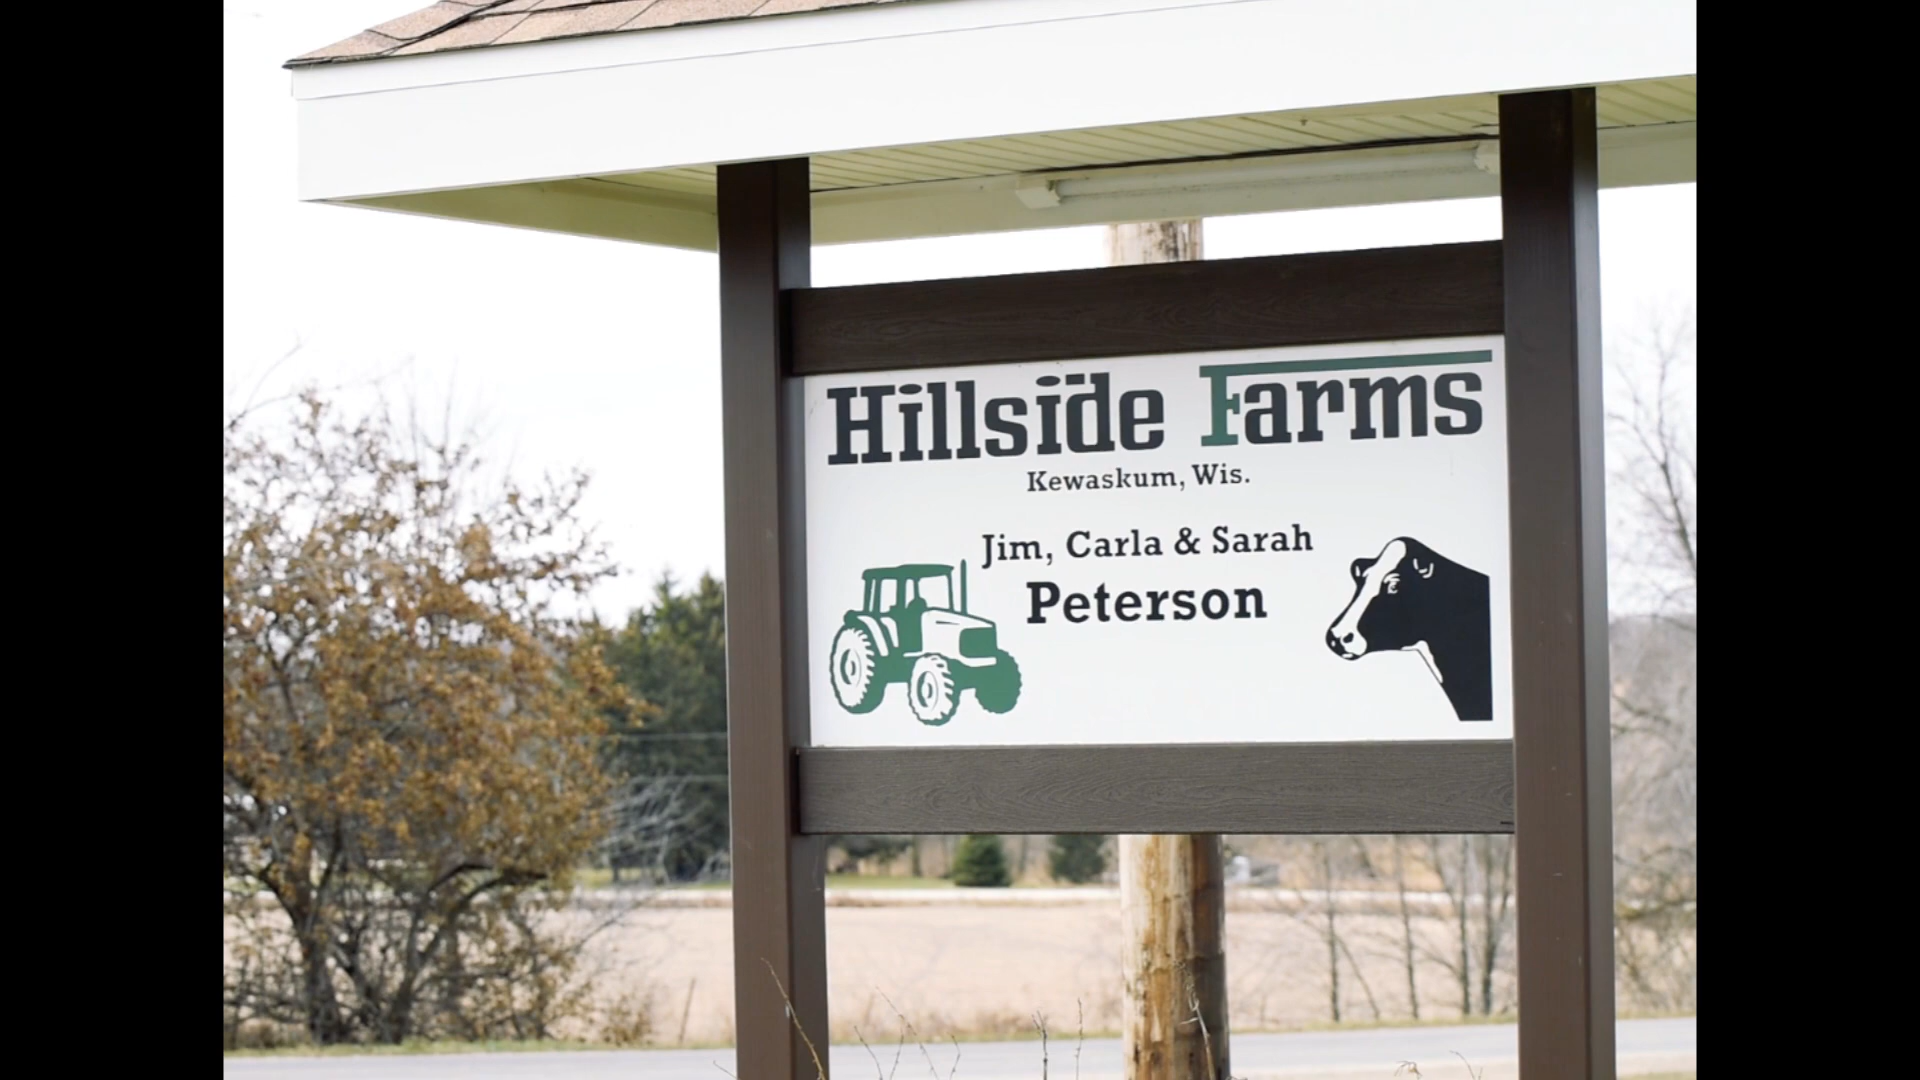 Hillside Farms
Kewaskum, Wis.
Jim, Carla & Sarah
Peterson